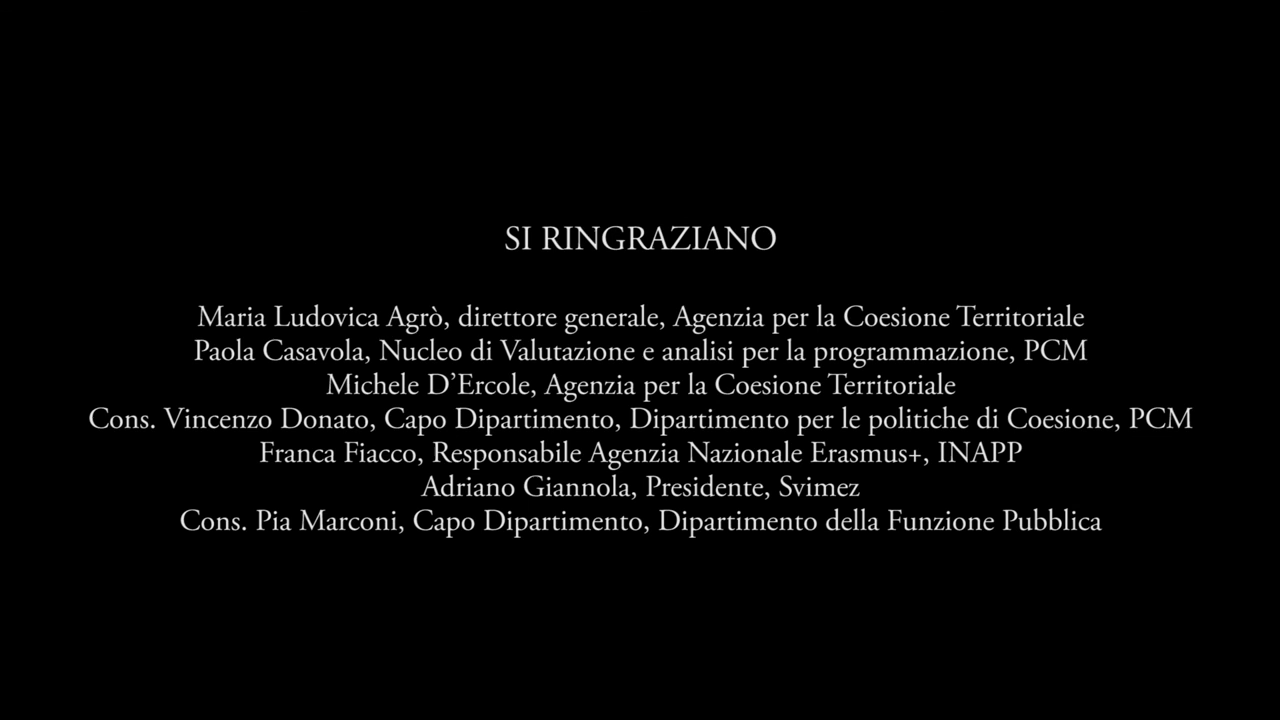 SI RINGRAZIANO
Maria Ludovica Agrò, direttore generale, Agenzia per la Coesione Territoriale
Paola Casavola, Nucleo di Valutazione e analisi per la programmazione, PCM
Michele D’Ercole, Agenzia per la Coesione Territoriale
Cons. Vincenzo Donato, Capo Dipartimento, Dipartimento per le politiche di Coesione, PCM
Franca Fiacco, Responsabile Agenzia Nazionale Erasmus+, INAPP
Adriano Giannola, Presidente, Svimez
Cons. Pia Marconi, Capo Dipartimento, Dipartimento della Funzione Pubblica